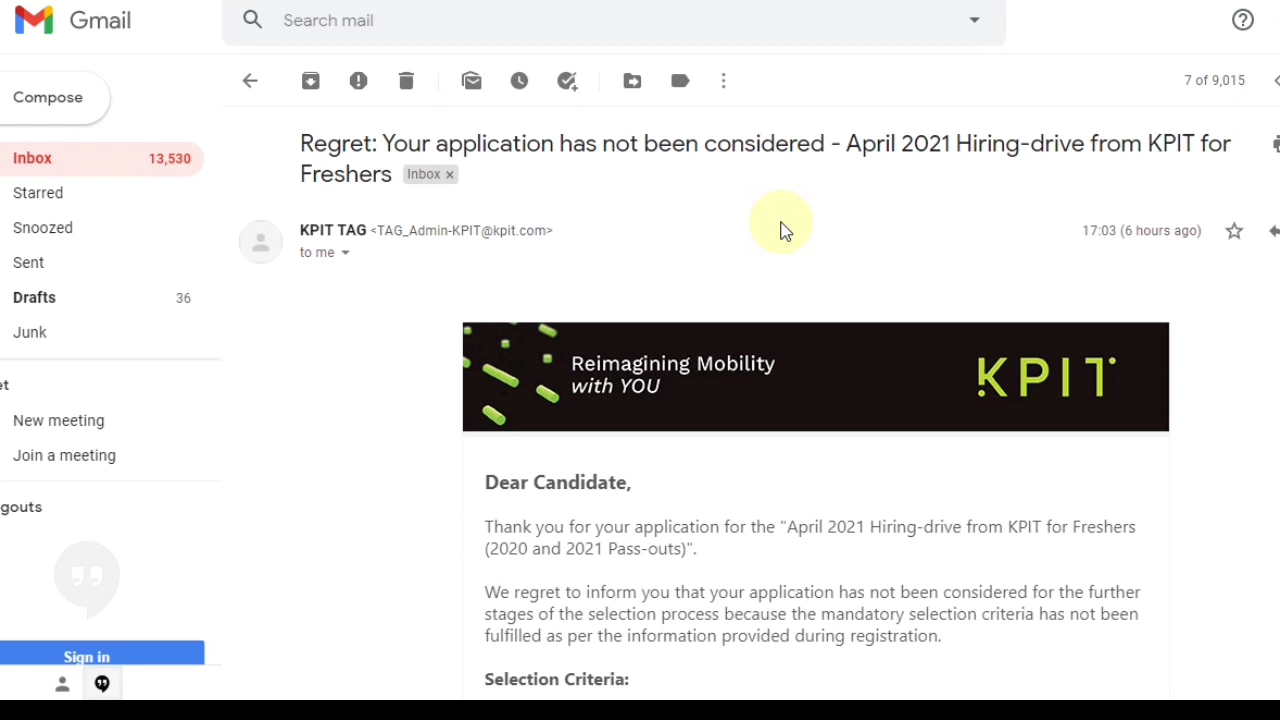 Gmail
Search mail
Compose
7 of 9,015
Inbox 13,530
Starred
Snoozed
Sent
Drafts 36
Junk
et
New meeting
Join a meeting
gouts
Sign in
Regret: Your application has not been considered - April 2021 Hiring-drive from KPIT for
Freshers Inbox x
KPIT TAG <TAG_Admin-KPIT@kpit.com>
17:03 (6 hours ago)
to me
Reimagining Mobility
with YOU
KPIT
Dear Candidate,
Thank you for your application for the "April 2021 Hiring-drive from KPIT for Freshers
(2020 and 2021 Pass-outs)".
We regret to inform you that your application has not been considered for the further
stages of the selection process because the mandatory selection criteria has not been
fulfilled as per the information provided during registration.
Selection Criteria: